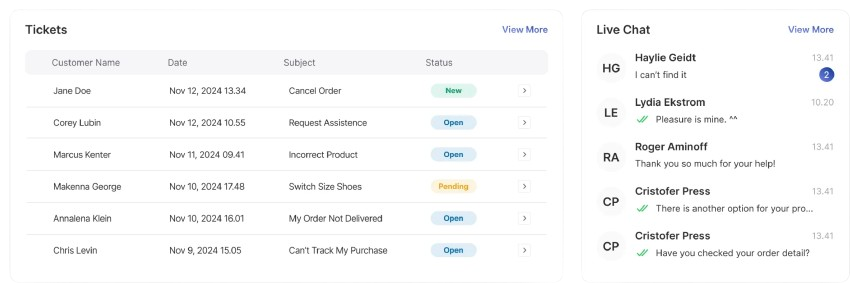 Tickets
View More
Customer Name Date Subject Status
Jane Doe Nov 12, 2024 13.34 Cancel Order New
Corey Lubin Nov 12, 2024 10.55 Request Assistence Open
Marcus Kenter Nov 11, 2024 09.41 Incorrect Product Open
Makenna George Nov 10, 2024 17.48 Switch Size Shoes Pending
Annalena Klein Nov 10, 2024 16.01 My Order Not Delivered Open
Chris Levin Nov 9, 2024 15.05 Can't Track My Purchase Open
Live Chat
View More
HG
Haylie Geidt 13.41
I can't find it 2
LE
Lydia Ekstrom 10.20
Pleasure is mine. ^^
RA
Roger Aminoff 13.41
Thank you so much for your help!
CP
Cristofer Press 13.41
There is another option for your pro...
CP
Cristofer Press 13.41
Have you checked your order detail?